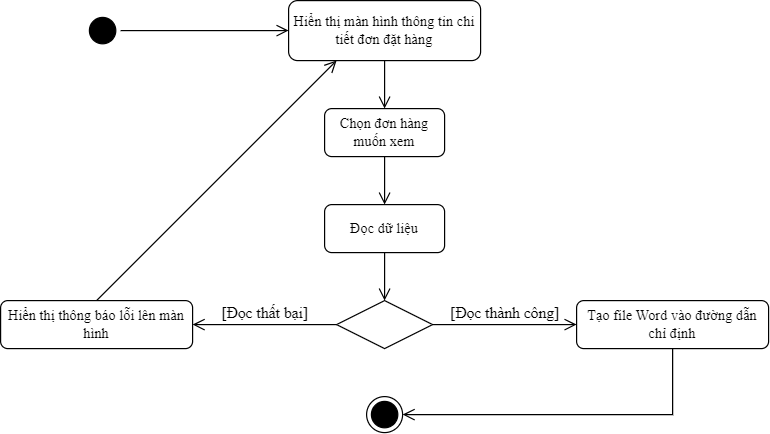 Hiển thị màn hình thông tin chi
tiết đơn đặt hàng
Chọn đơn hàng
muốn xem
Đọc dữ liệu
[Đọc thất bại]
[Đọc thành công]
Hiển thị thông báo lỗi lên màn
hình
Tạo file Word vào đường dẫn
chỉ định